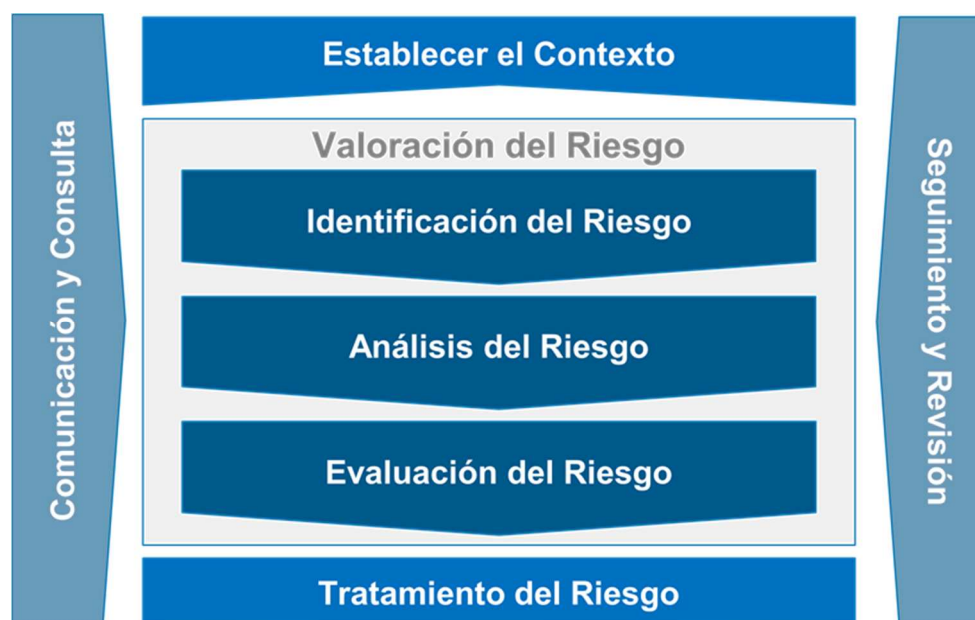 Establecer el Contexto
Valoración del Riesgo
Identificación del Riesgo
Análisis del Riesgo
Evaluación del Riesgo
Tratamiento del Riesgo
Comunicación y Consulta
Seguimiento y Revisión